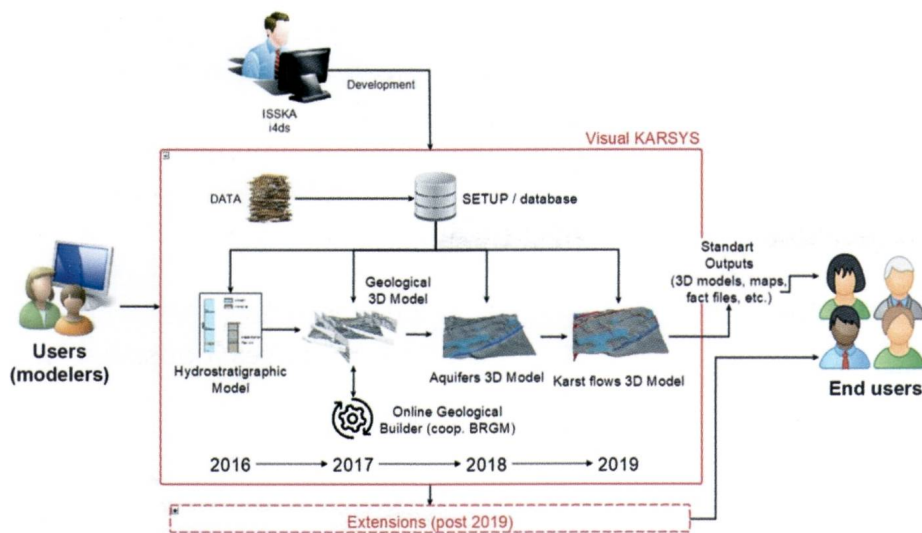 Development
ISSKA
i4ds
Visual KARSYS
DATA
SETUP / database
Standart
Outputs
(3D models, maps,
fact files, etc.)
Geological
3D Model
Users
(modelers)
Hydrostratigraphic
Model
Aquifers 3D Model
Karst flows 3D Model
End users
Online Geological
Builder (coop. BRGM)
2016
2017
2018
2019
Extensions (post 2019)